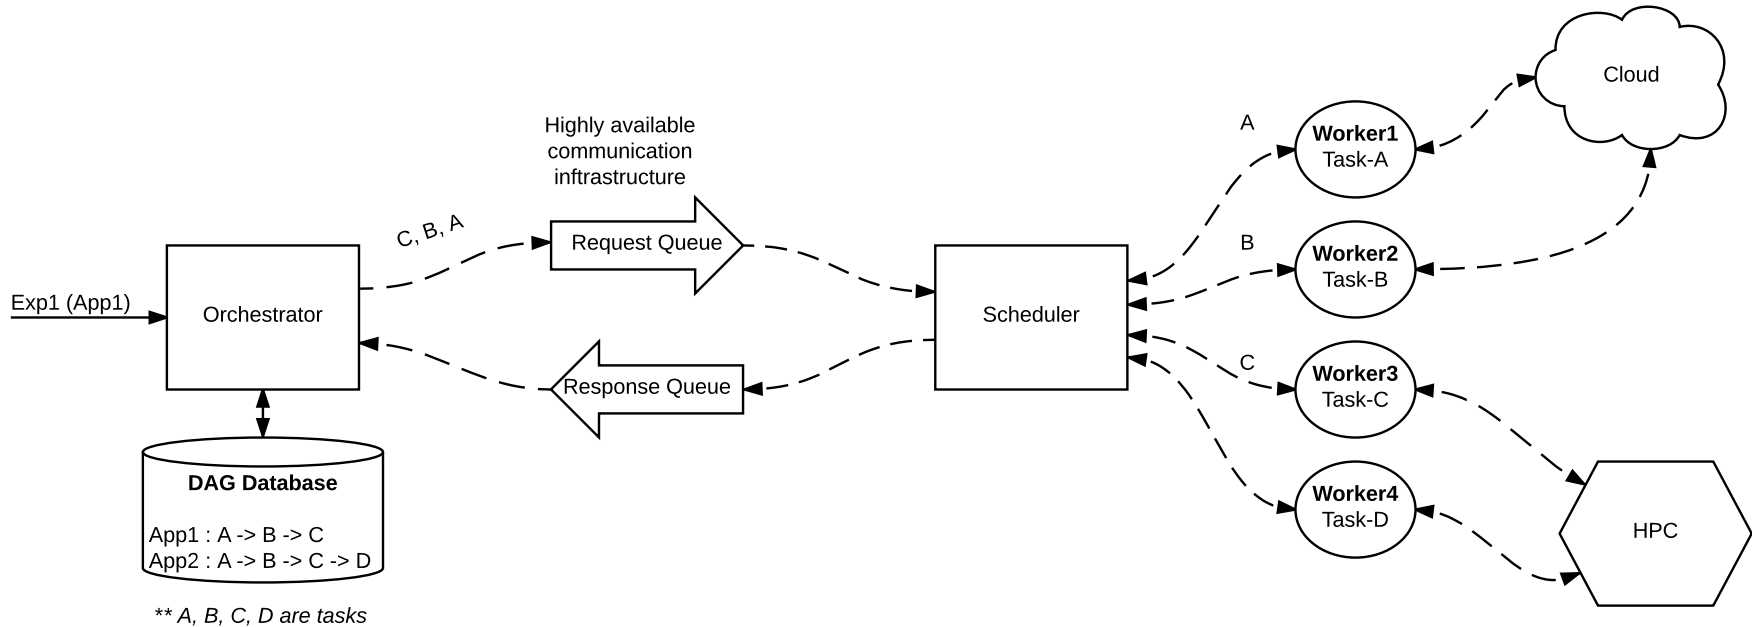 Exp1 (App1)
Orchestrator
DAG Database
App1 : A -> B -> C
App2 : A -> B -> C -> D
** A, B, C, D are tasks
C, B, A
Highly available
communication
inftrastructure
Request Queue
Response Queue
Scheduler
A
B
C
Worker1
Task-A
Worker2
Task-B
Worker3
Task-C
Worker4
Task-D
Cloud
HPC